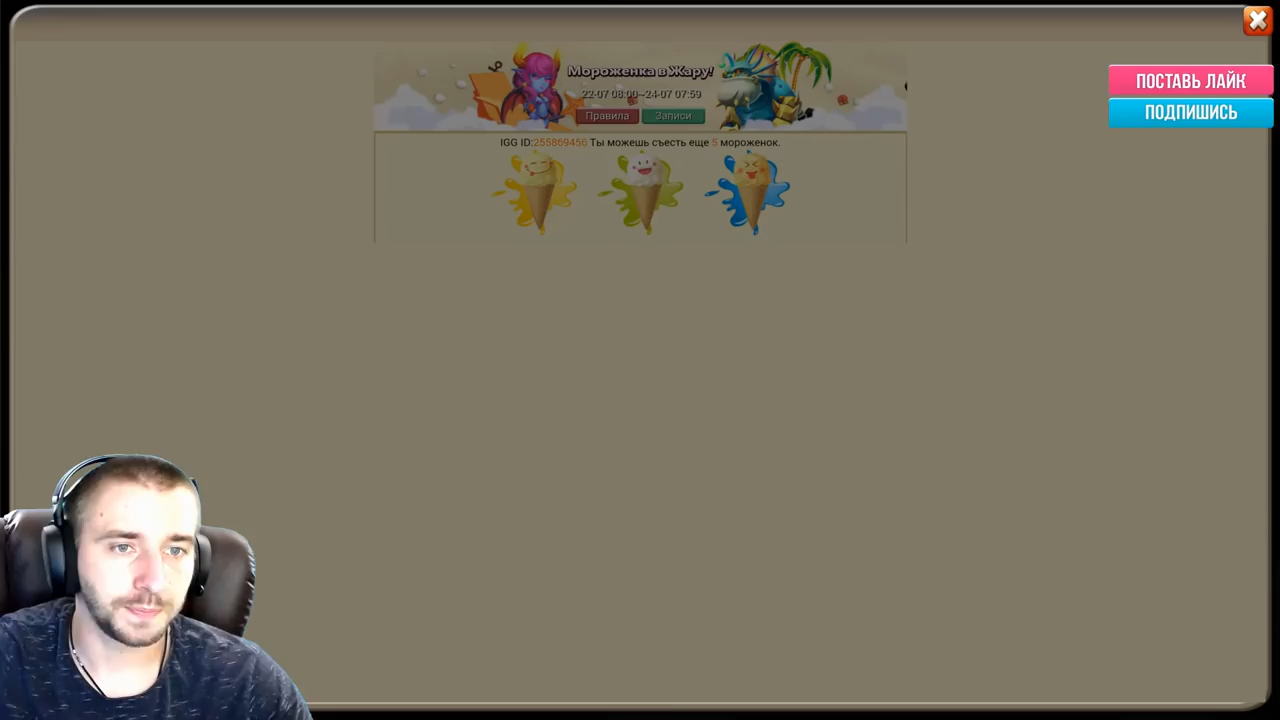 Мороженка в Жару!
22-07 08:00~24-07 07:59
Правила Записи
IGG ID:255869456 Ты можешь съесть еще 5 мороженок.
ПОСТАВЬ ЛАЙК
ПОДПИШИСЬ